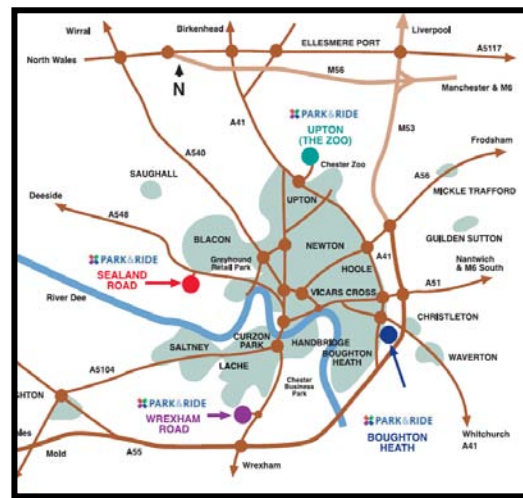 Wirral
Birkenhead
Liverpool
ELLESMERE PORT
A5117
North Wales
M56
N
Manchester & M6
A41
PARK&RIDE
UPTON
(THE ZOO)
M53
Frodsham
Chester Zoo
A540
A56
SAUGHALL
UPTON
MICKLE TRAFFORD
Deeside
A548
BLACON
NEWTON
GUILDEN SUTTON
PARK&RIDE
Greyhound
Retail Park
HOOLE
A41
Nantwich
& M6 South
SEALAND
ROAD
VICARS CROSS
A51
River Dee
CHRISTLETON
CURZON
PARK
HANDBRIDGE
SALTNEY
BOUGHTON
HEATH
WAVERTON
A5104
LACHE
Chester
Business
Park
GHTON
PARK&RIDE
WREXHAM
ROAD
PARK&RIDE
BOUGHTON
HEATH
ales
Mold
A55
Whitchurch
A41
Wrexham